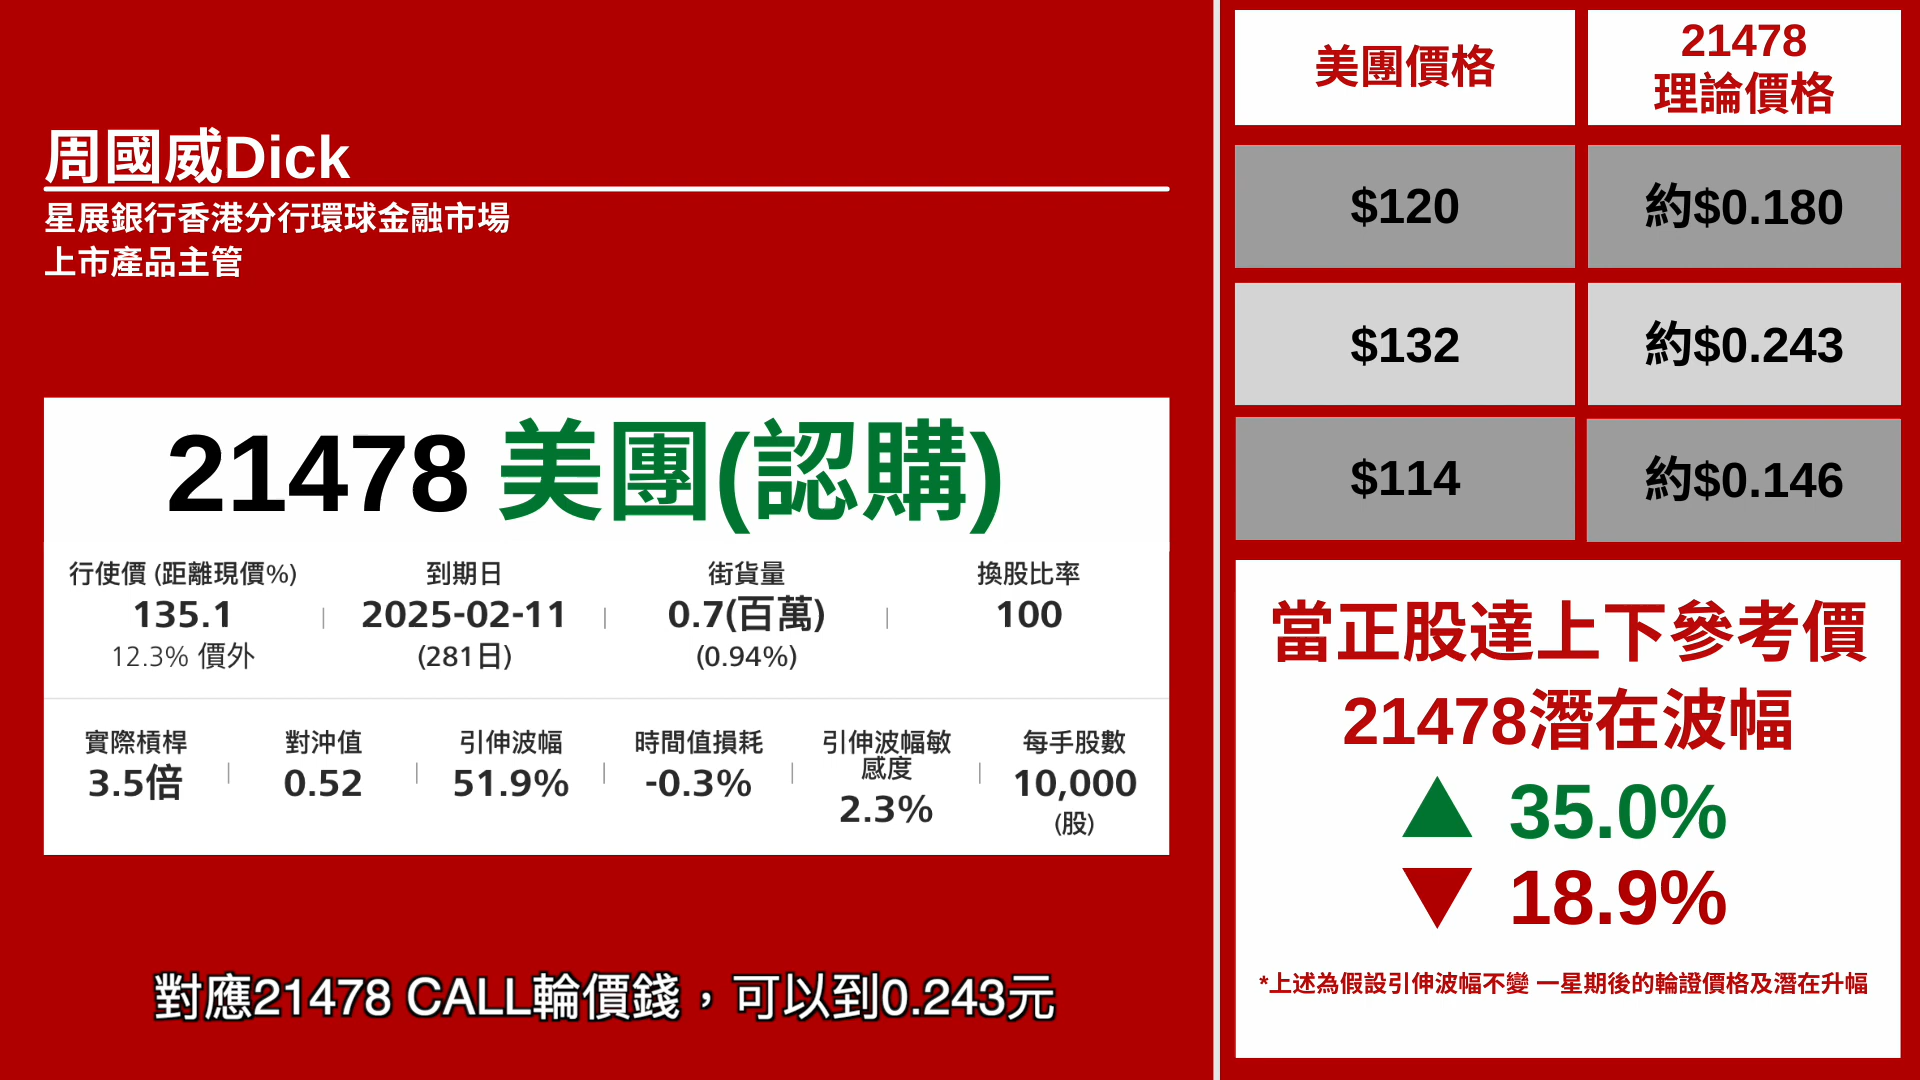 周國威Dick
星展銀行香港分行環球金融市場
上市產品主管
21478 美團(認購)
行使價 (距離現價%)
135.1
12.3% 價外
到期日
2025-02-11
(281日)
街貨量
0.7(百萬)
(0.94%)
換股比率
100
實際槓桿
3.5倍
對沖值
0.52
引伸波幅
51.9%
時間值損耗
-0.3%
引伸波幅敏
感度
2.3%
每手股數
10,000
(股)
對應21478 CALL輪價錢，可以到0.243元
美團價格
21478
理論價格
$120
約$0.180
$132
約$0.243
$114
約$0.146
當正股達上下參考價
21478潛在波幅
▲ 35.0%
▼ 18.9%
*上述為假設引伸波幅不變 一星期後的輪證價格及潛在升幅